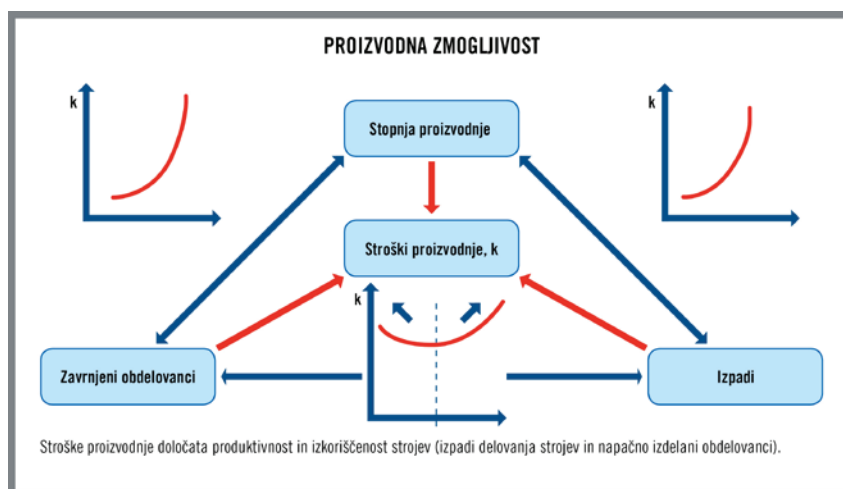 PROIZVODNA ZMOGLJIVOST
k
k
Stopnja proizvodnje
Stroški proizvodnje, k
k
Zavrnjeni obdelovanci
Izpadi
Stroške proizvodnje določata produktivnost in izkoriščenost strojev (izpadi delovanja strojev in napačno izdelani obdelovanci).